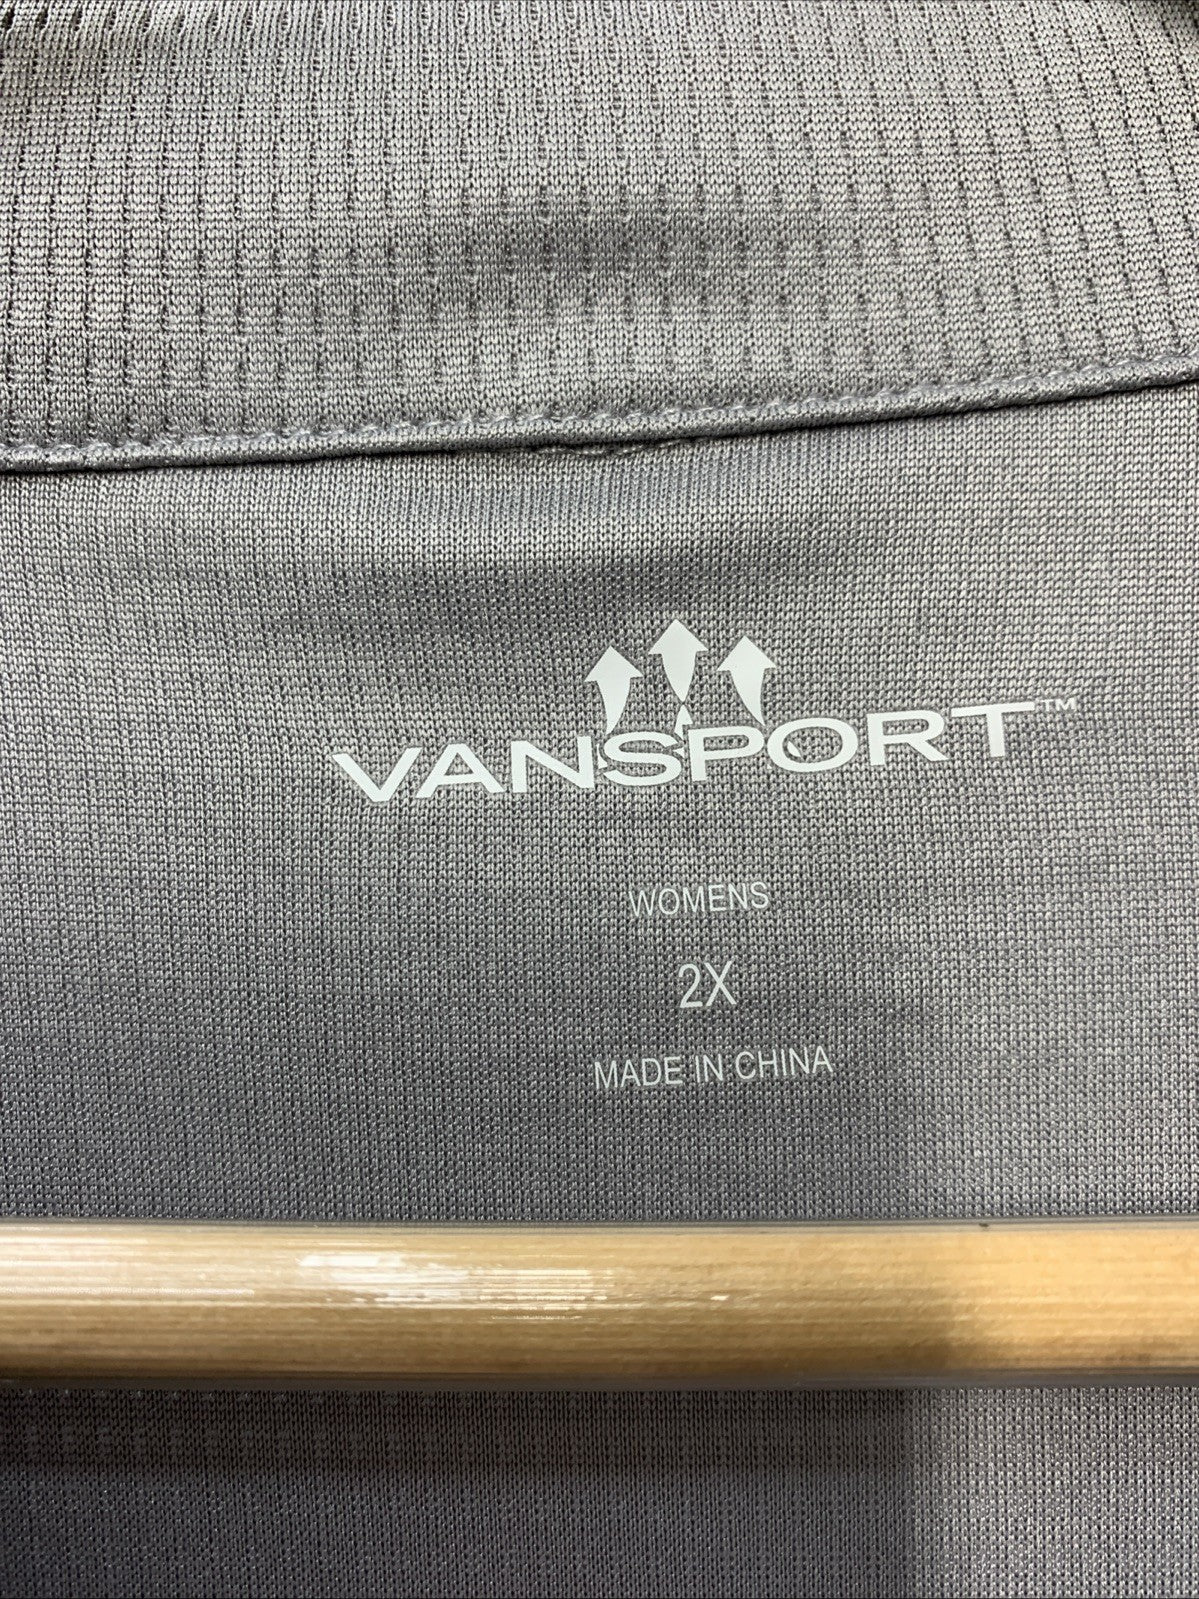 VANSPORT™
WOMENS
2X
MADE IN CHINA